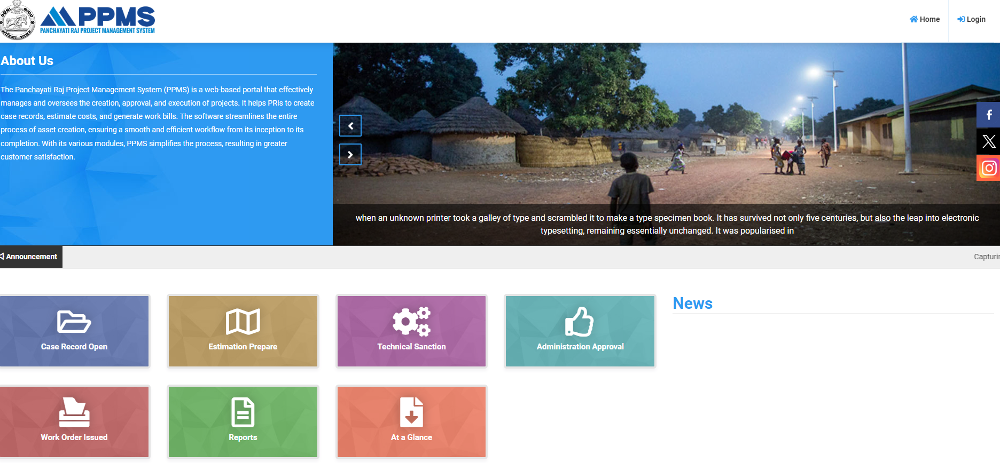 PPMS
PANCHAYATI RAJ PROJECT MANAGEMENT SYSTEM
Home
Login
About Us
The Panchayati Raj Project Management System (PPMS) is a web-based portal that effectively
manages and oversees the creation, approval, and execution of projects. It helps PRIs to create
case records, estimate costs, and generate work bills. The software streamlines the entire
process of asset creation, ensuring a smooth and efficient workflow from its inception to its
completion. With its various modules, PPMS simplifies the process, resulting in greater
customer satisfaction.
when an unknown printer took a galley of type and scrambled it to make a type specimen book. It has survived not only five centuries, but also the leap into electronic
typesetting, remaining essentially unchanged. It was popularised in
Announcement
Case Record Open
Estimation Prepare
Technical Sanction
Administration Approval
News
Work Order Issued
Reports
At a Glance